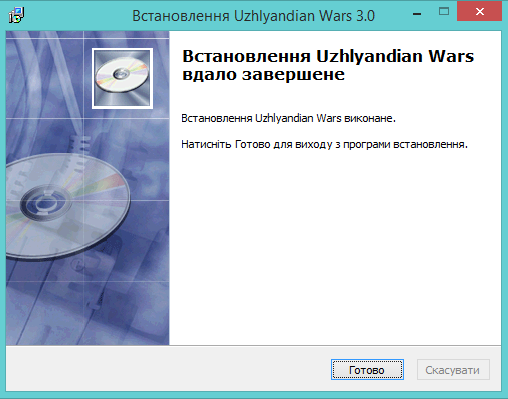 Встановлення Uzhlyandian Wars 3.0
Встановлення Uzhlyandian Wars
вдало завершене
Встановлення Uzhlyandian Wars виконане.
Натисніть Готово для виходу з програми встановлення.
Готово
Скасувати